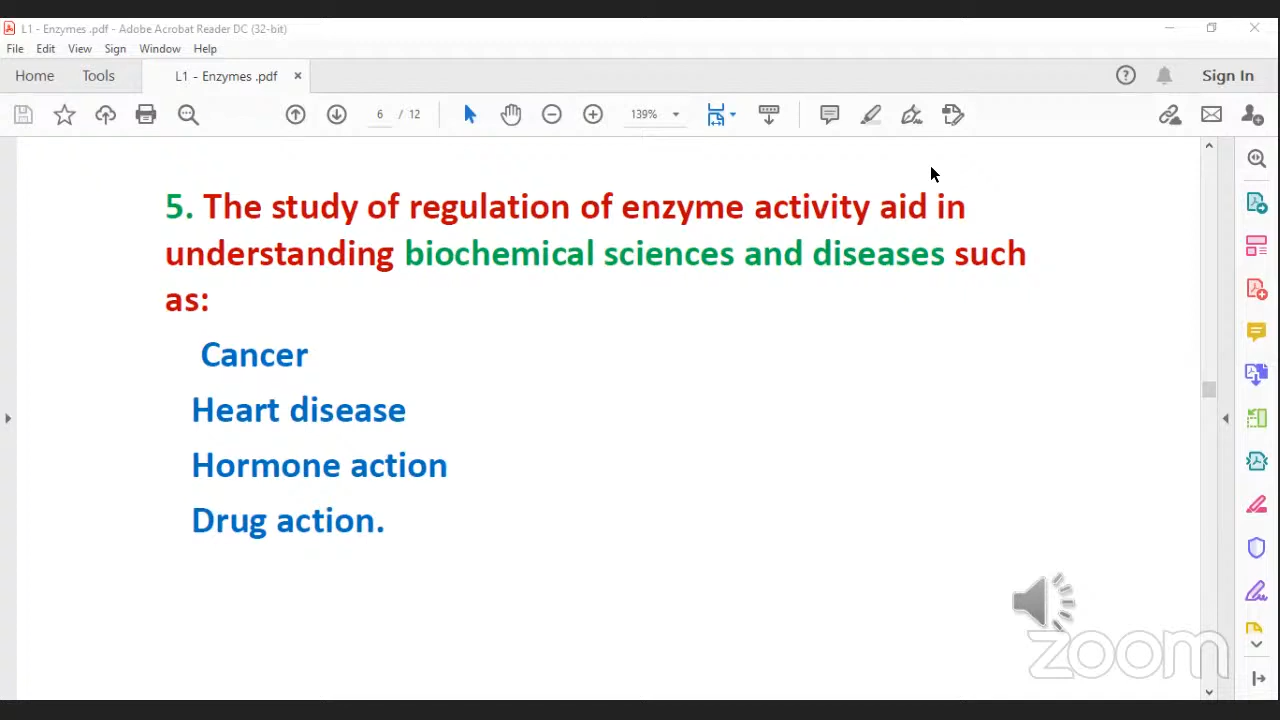 L1 - Enzymes .pdf - Adobe Acrobat Reader DC (32-bit)
File Edit View Sign Window Help
Home Tools L1 - Enzymes .pdf × Sign In
6 / 12 139%
5. The study of regulation of enzyme activity aid in
understanding biochemical sciences and diseases such
as:
Cancer
Heart disease
Hormone action
Drug action.
zoom